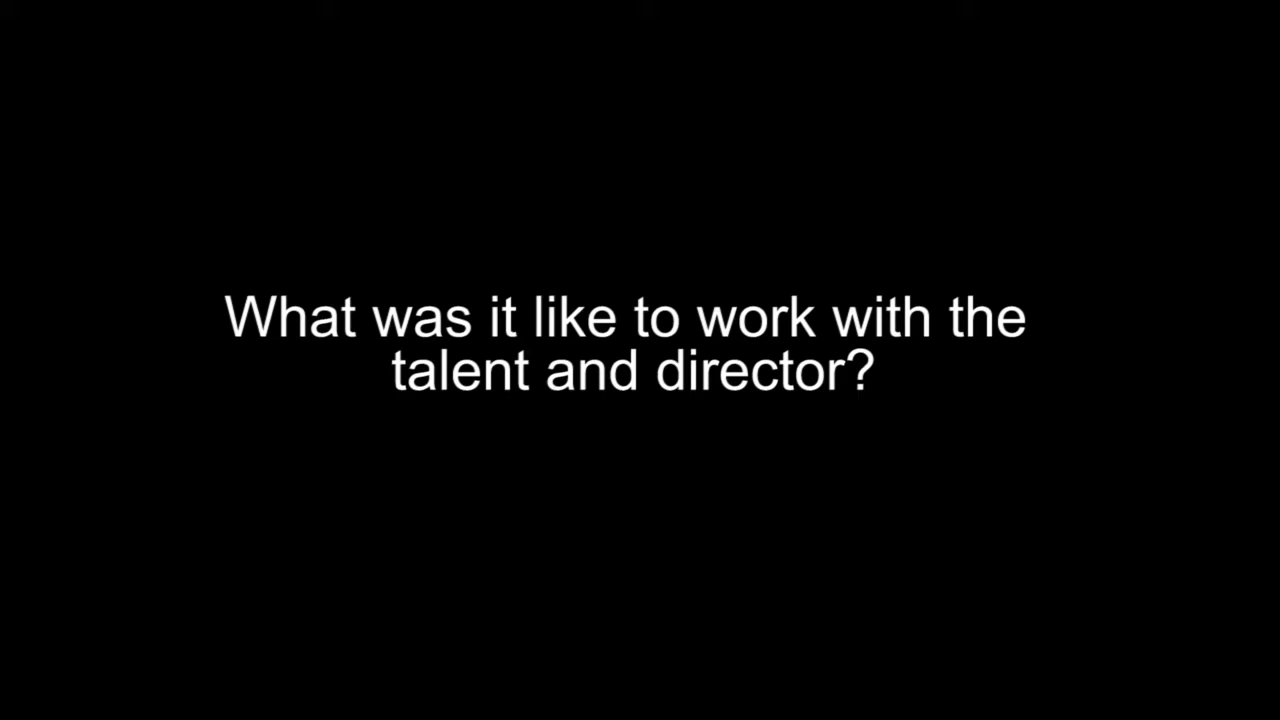 What was it like to work with the
talent and director?